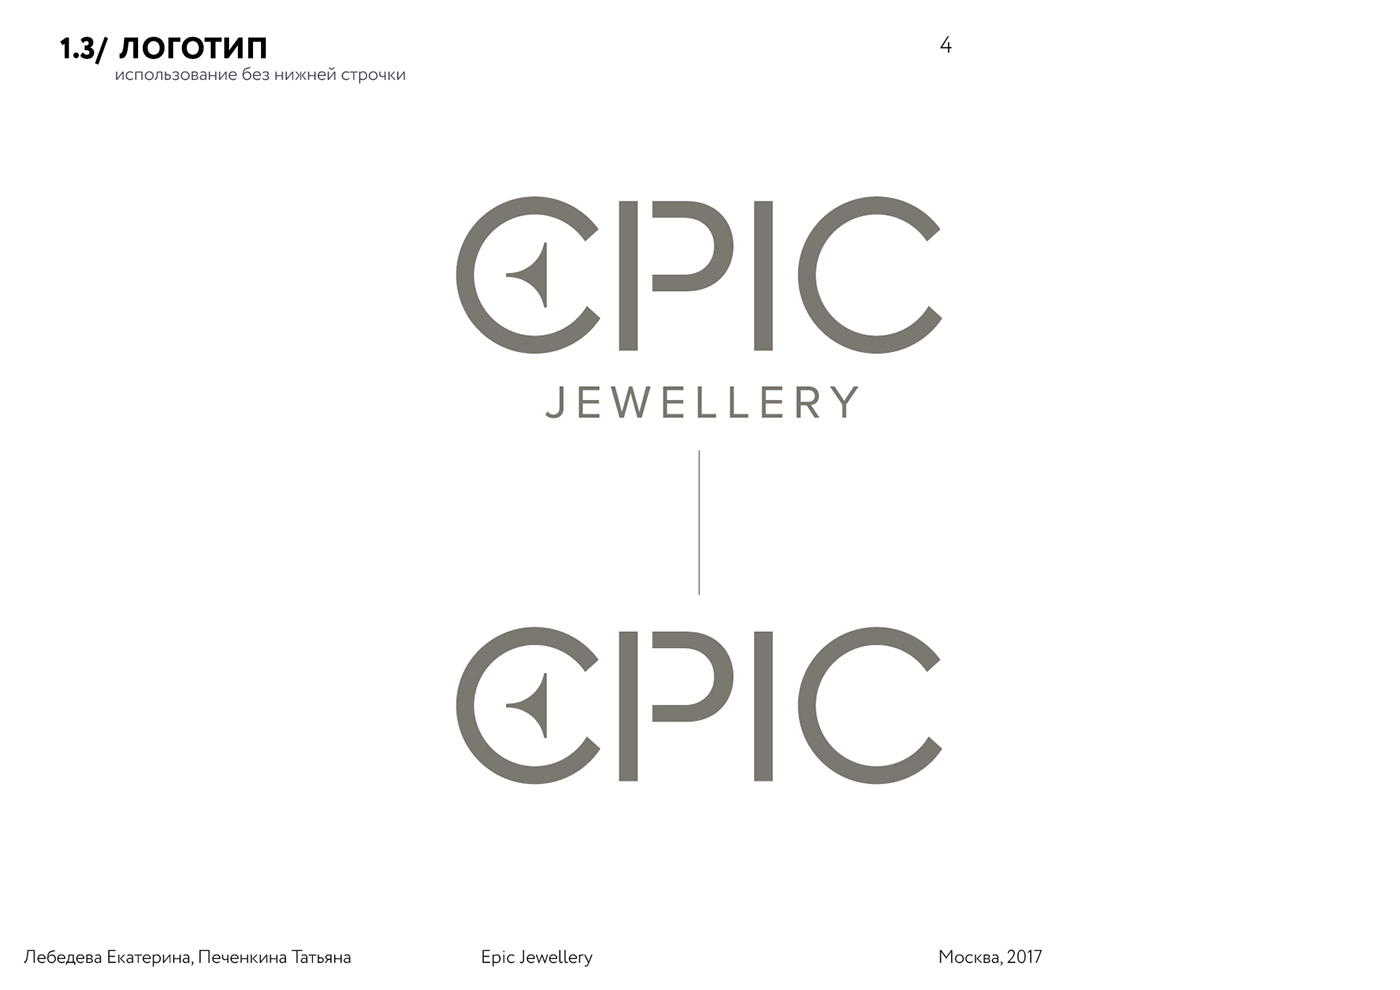 1.3/ ЛОГОТИП
использование без нижней строчки
4
EPIC
JEWELLERY
EPIC
Лебедева Екатерина, Печенкина Татьяна
Epic Jewellery
Москва, 2017